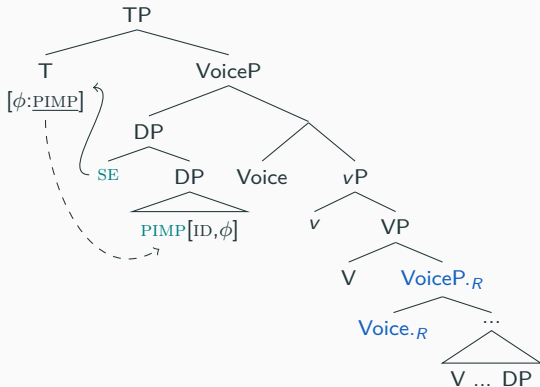 TP
T VoiceP
[ϕ:PIMP]
DP
SE DP Voice vP
PIMP[ID,ϕ] v VP
V VoiceP.R
Voice.R ...
V ... DP